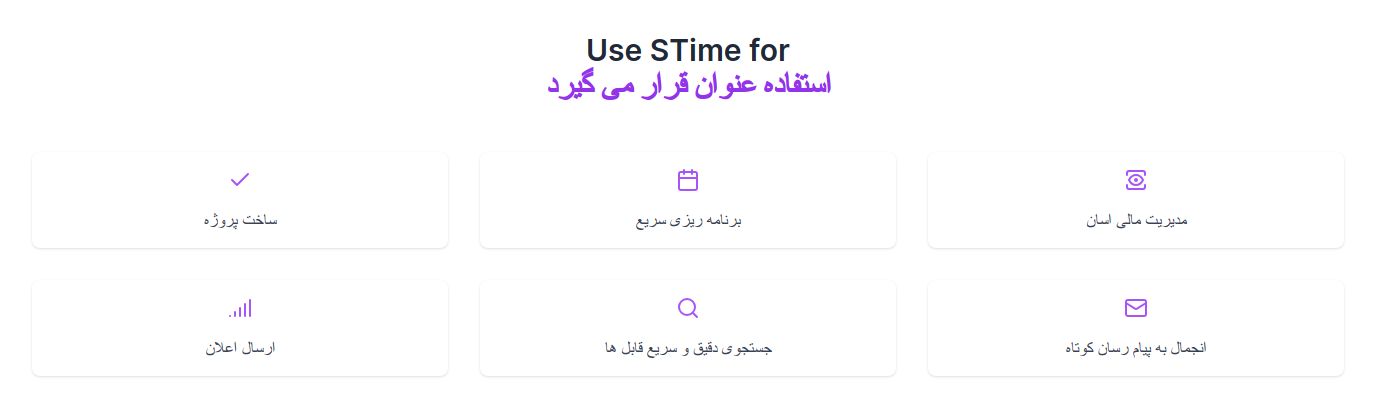 Use STime for
استفاده عنوان قرار می گیرد
مدیریت مالی اسان
برنامه ریزی سریع
ساخت پروژه
انجمال به پیام رسان کوتاه
جستجوی دقیق و سریع قابل ها
ارسال اعلان